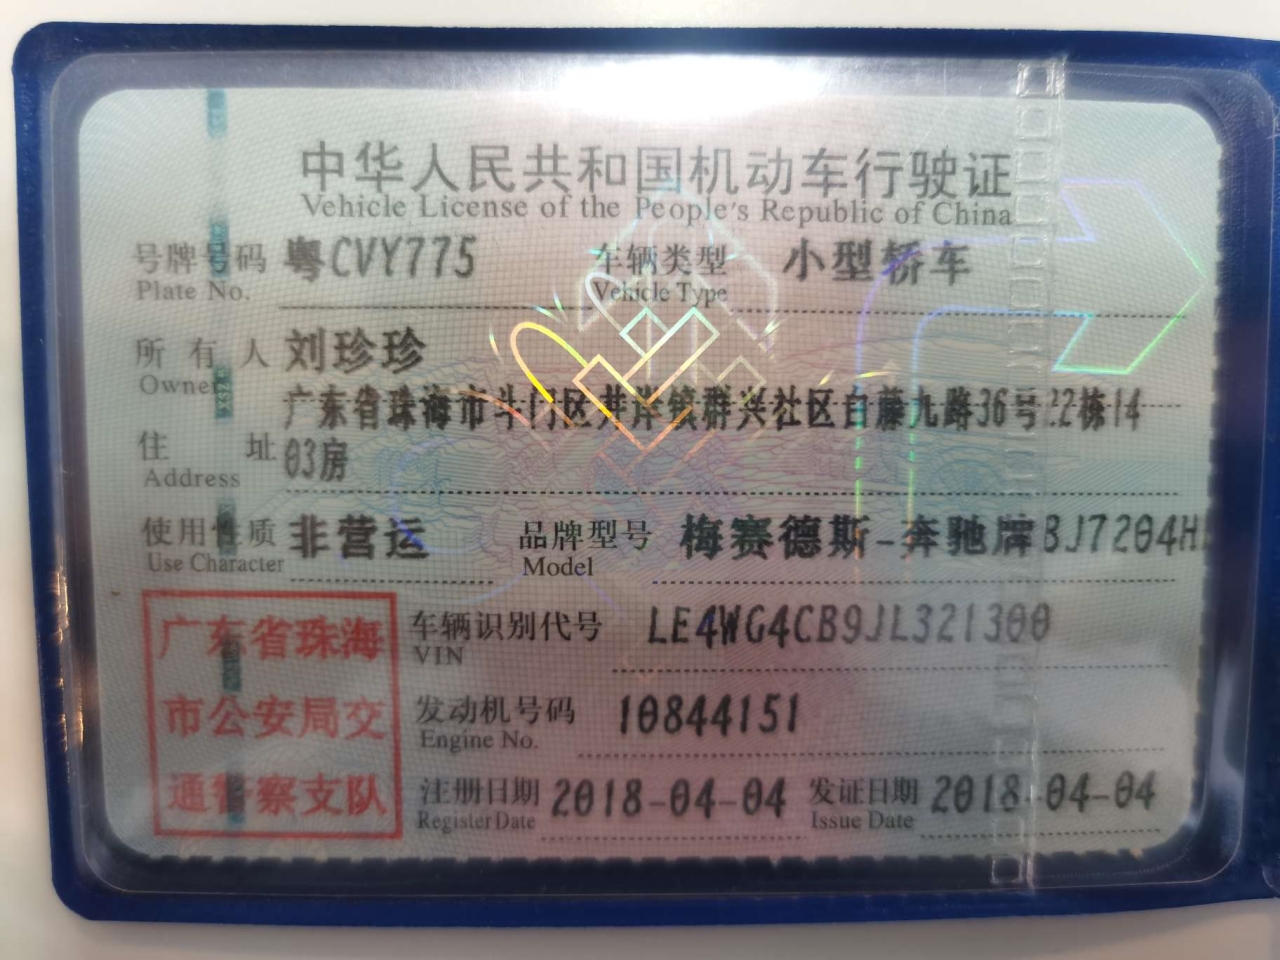 中华人民共和国机动车行驶证
Vehicle License of the People's Republic of China
号牌号码 粤CVY775 车辆类型 小型轿车
Plate No. Vehicle Type
所有人 刘珍珍
Owner
广东省珠海市斗门区井岸镇群兴社区白藤九路36号22栋14
住址 03房
Address
使用性质 非营运 品牌型号 梅赛德斯-奔驰牌BJ7204H
Use Character Model
广东省珠海
市公安局交
通警察支队
车辆识别代号 LE4WG4CB9JL321300
VIN
发动机号码 10844151
Engine No.
注册日期 2018-04-04 发证日期 2018-04-04
Register Date Issue Date